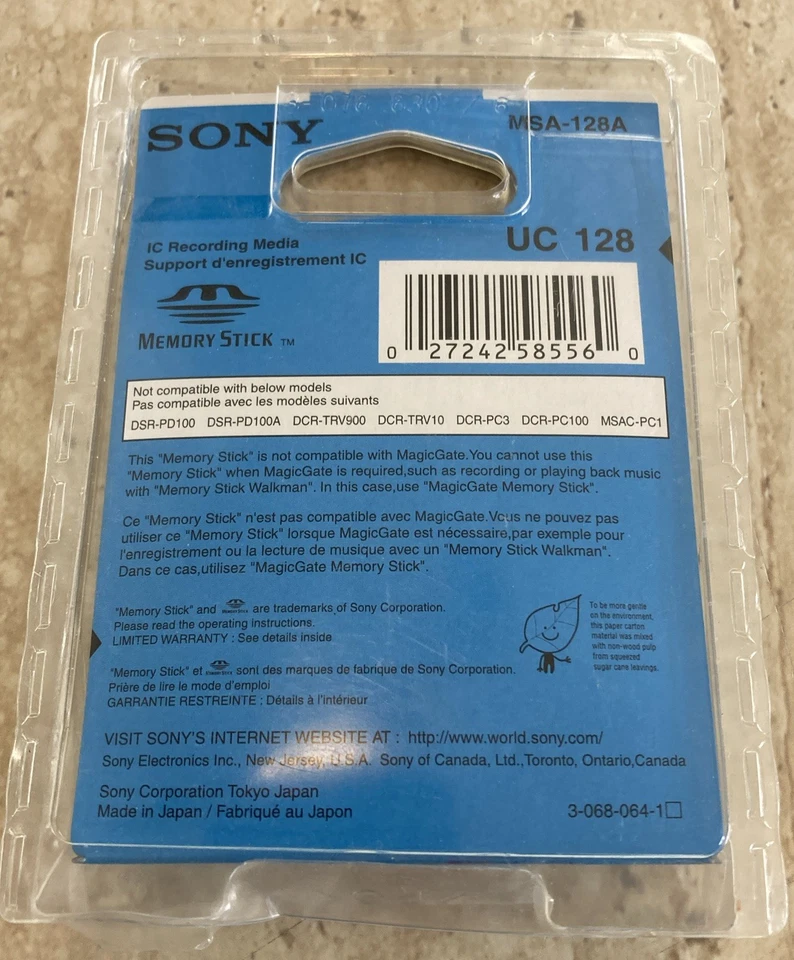 SONY
MSA-128A
IC Recording Media
Support d'enregistrement IC
UC 128
MEMORY STICK ™
0 27242 58556 0
Not compatible with below models
Pas compatible avec les modèles suivants
DSR-PD100 DSR-PD100A DCR-TRV900 DCR-TRV10 DCR-PC3 DCR-PC100 MSAC-PC1
This "Memory Stick" is not compatible with MagicGate.You cannot use this
"Memory Stick" when MagicGate is required,such as recording or playing back music
with "Memory Stick Walkman". In this case,use "MagicGate Memory Stick".
Ce "Memory Stick" n'est pas compatible avec MagicGate.Vous ne pouvez pas
utiliser ce "Memory Stick" lorsque MagicGate est nécessaire,par exemple pour
l'enregistrement ou la lecture de musique avec un "Memory Stick Walkman".
Dans ce cas,utilisez "MagicGate Memory Stick".
"Memory Stick" and MEMORY STICK are trademarks of Sony Corporation.
Please read the operating instructions.
LIMITED WARRANTY : See details inside
To be more gentle
on the environment,
this paper carton
material was mixed
with non-wood pulp
from squeezed
sugar cane leavings.
"Memory Stick" et MEMORY STICK sont des marques de fabrique de Sony Corporation.
Prière de lire le mode d'emploi
GARANTIE RESTREINTE : Détails à l'intérieur
VISIT SONY'S INTERNET WEBSITE AT : http://www.world.sony.com/
Sony Electronics Inc., New Jersey, U.S.A. Sony of Canada, Ltd.,Toronto, Ontario,Canada
Sony Corporation Tokyo Japan
Made in Japan / Fabriqué au Japon
3-068-064-1□